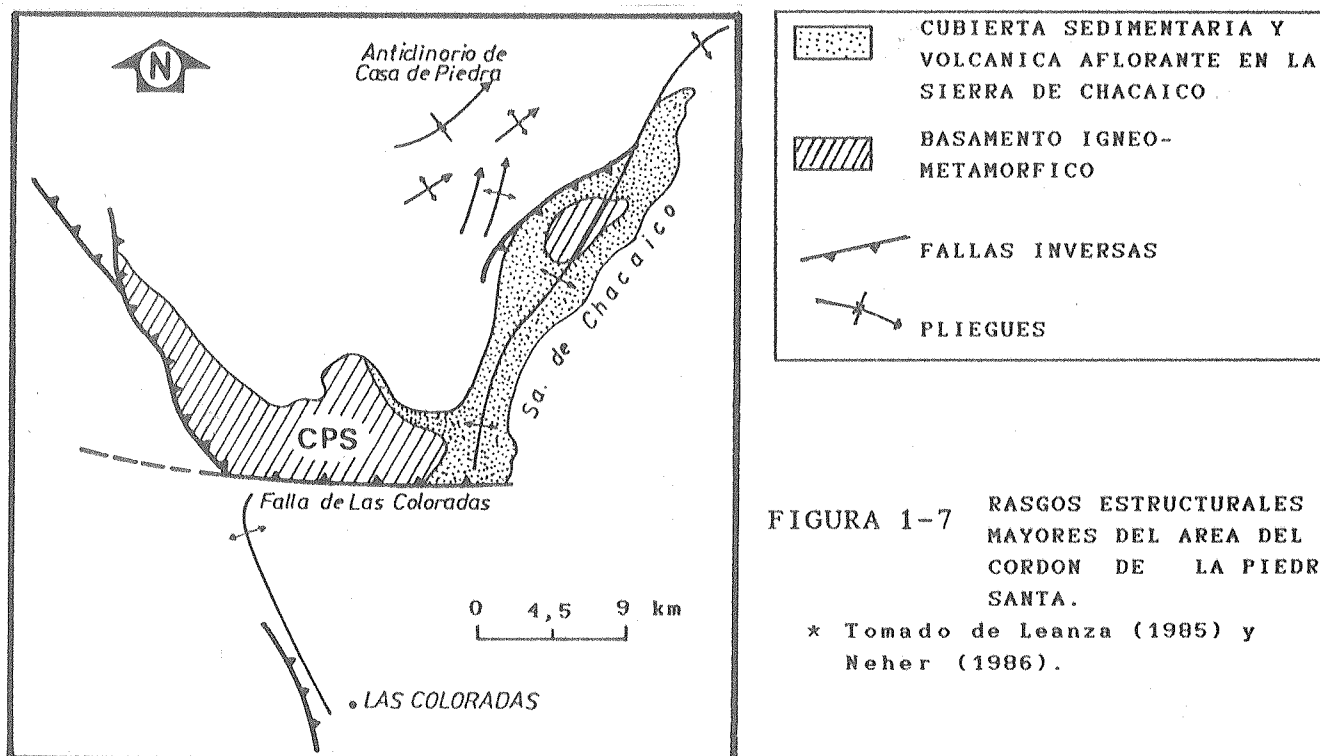 N
Anticlinorio de
Casa de Piedra
Sa. de Chacaico
CPS
Falla de Las Coloradas
0 4,5 9 km
LAS COLORADAS
CUBIERTA SEDIMENTARIA Y
VOLCANICA AFLORANTE EN LA
SIERRA DE CHACAICO
BASAMENTO IGNEO-
METAMORFICO
FALLAS INVERSAS
PLIEGUES
FIGURA 1-7 RASGOS ESTRUCTURALES
MAYORES DEL AREA DEL
CORDON DE LA PIEDR
SANTA.
* Tomado de Leanza (1985) y
Neher (1986).